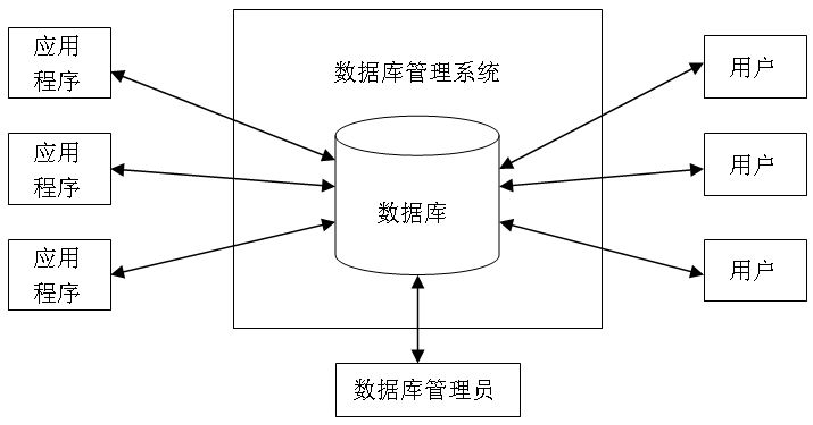 应用
程序
应用
程序
应用
程序
数据库管理系统
数据库
用户
用户
用户
数据库管理员